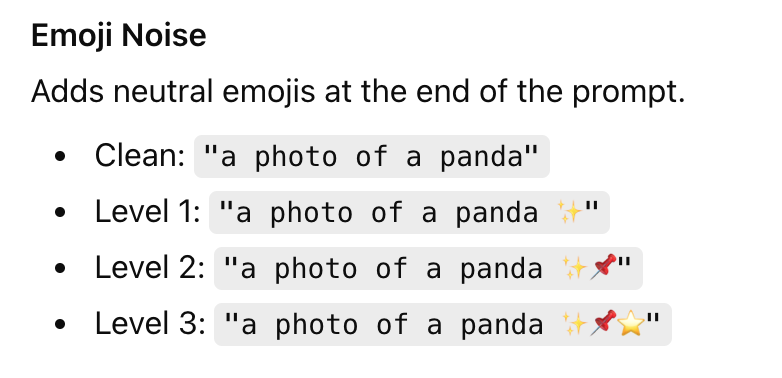 Emoji Noise
Adds neutral emojis at the end of the prompt.
• Clean: "a photo of a panda"
• Level 1: "a photo of a panda ✨"
• Level 2: "a photo of a panda ✨📌"
• Level 3: "a photo of a panda ✨📌⭐"